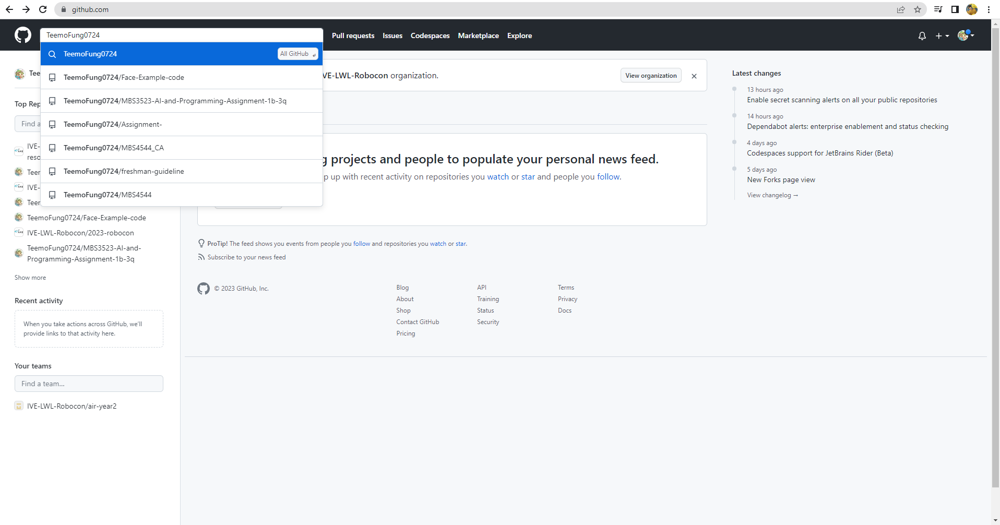 github.com
TeemoFung0724
Pull requests
Issues
Codespaces
Marketplace
Explore
TeemoFung0724
All GitHub
TeemoFung0724/Face-Example-code
TeemoFung0724/MBS3523-AI-and-Programming-Assignment-1b-3q
TeemoFung0724/Assignment-
TeemoFung0724/MBS4544_CA
TeemoFung0724/freshman-guideline
TeemoFung0724/MBS4544
Tee
Top Rep
Find a
IVE-
reso
Teem
IVE-
Teem
TeemoFung0724/Face-Example-code
IVE-LWL-Robocon/2023-robocon
TeemoFung0724/MBS3523-AI-and-
Programming-Assignment-1b-3q
Show more
Recent activity
When you take actions across GitHub, we'll
provide links to that activity here.
Your teams
Find a team...
IVE-LWL-Robocon/air-year2
VE-LWL-Robocon organization.
View organization
g projects and people to populate your personal news feed.
p up with recent activity on repositories you watch or star and people you follow.
ProTip! The feed shows you events from people you follow and repositories you watch or star.
Subscribe to your news feed
© 2023 GitHub, Inc.
Blog
About
Shop
Contact GitHub
Pricing
API
Training
Status
Security
Terms
Privacy
Docs
Latest changes
13 hours ago
Enable secret scanning alerts on all your public repositories
14 hours ago
Dependabot alerts: enterprise enablement and status checking
4 days ago
Codespaces support for JetBrains Rider (Beta)
5 days ago
New Forks page view
View changelog →